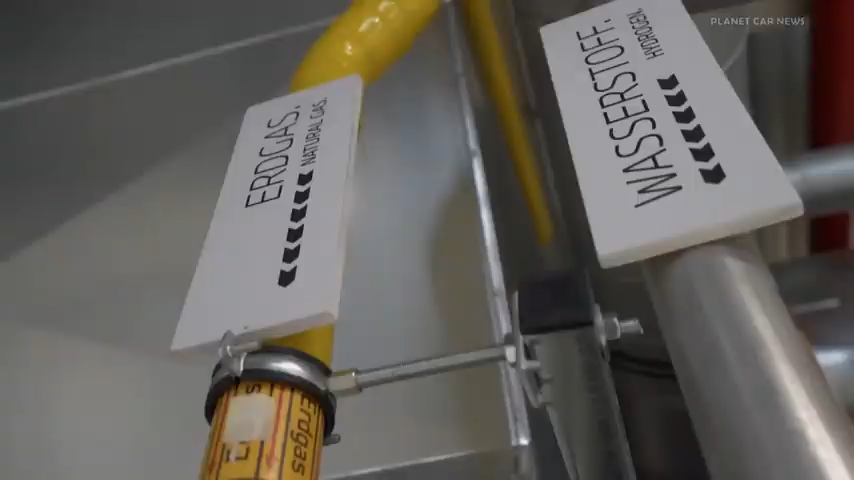 PLANET CAR NEWS
ERDGAS.
NATURAL GAS.
WASSERSTOFF.
HYDROGEN.
Erdgas